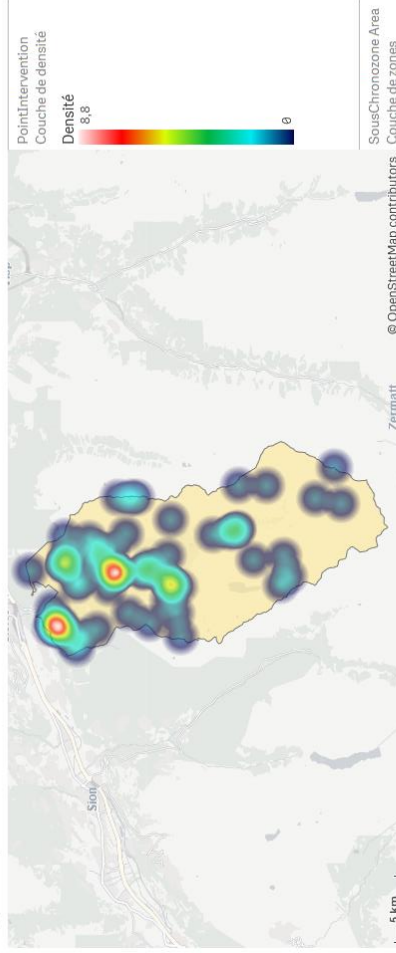 PointIntervention
Couche de densité
Densité
8,8
0
SousChronozone Area
Couche de zones
Sion
Zermatt
© OpenStreetMap contributors
5 km